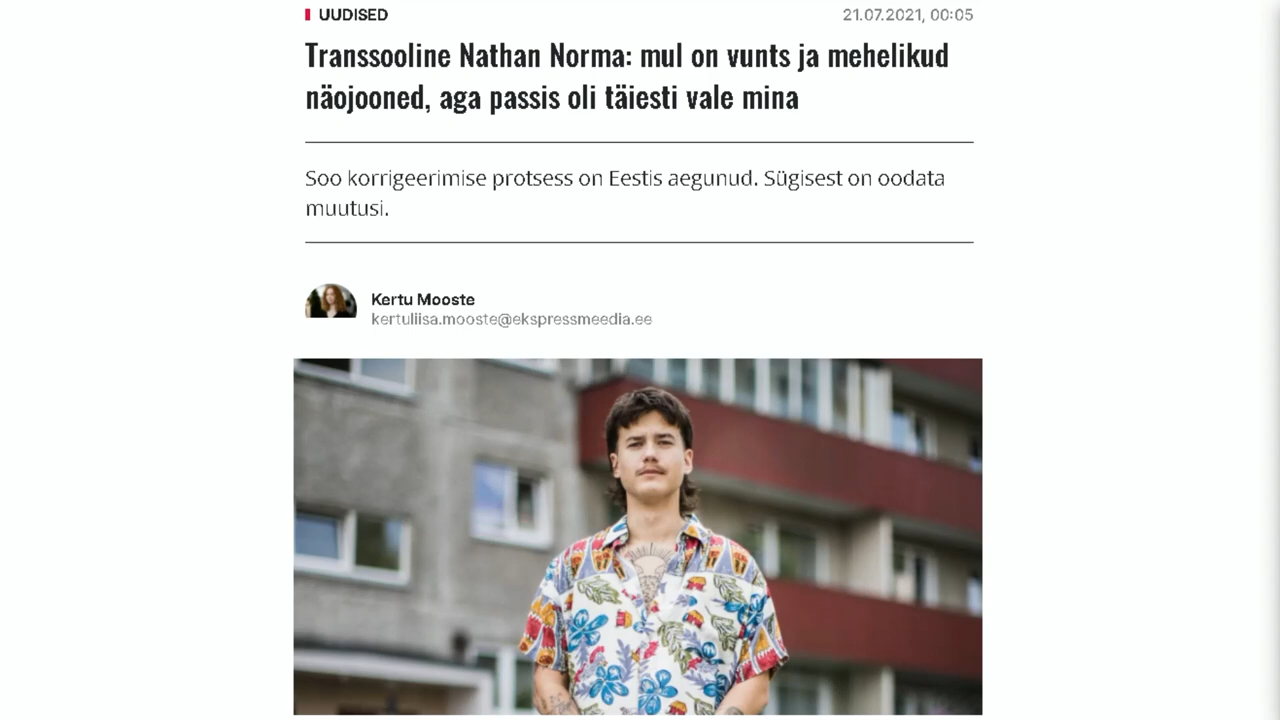 UUDISED
21.07.2021, 00:05
Transsooline Nathan Norma: mul on vunts ja mehelikud
näojooned, aga passis oli täiesti vale mina
Soo korrigeerimise protsess on Eestis aegunud. Sügisest on oodata
muutusi.
Kertu Mooste
kertuliisa.mooste@ekspressmeedia.ee